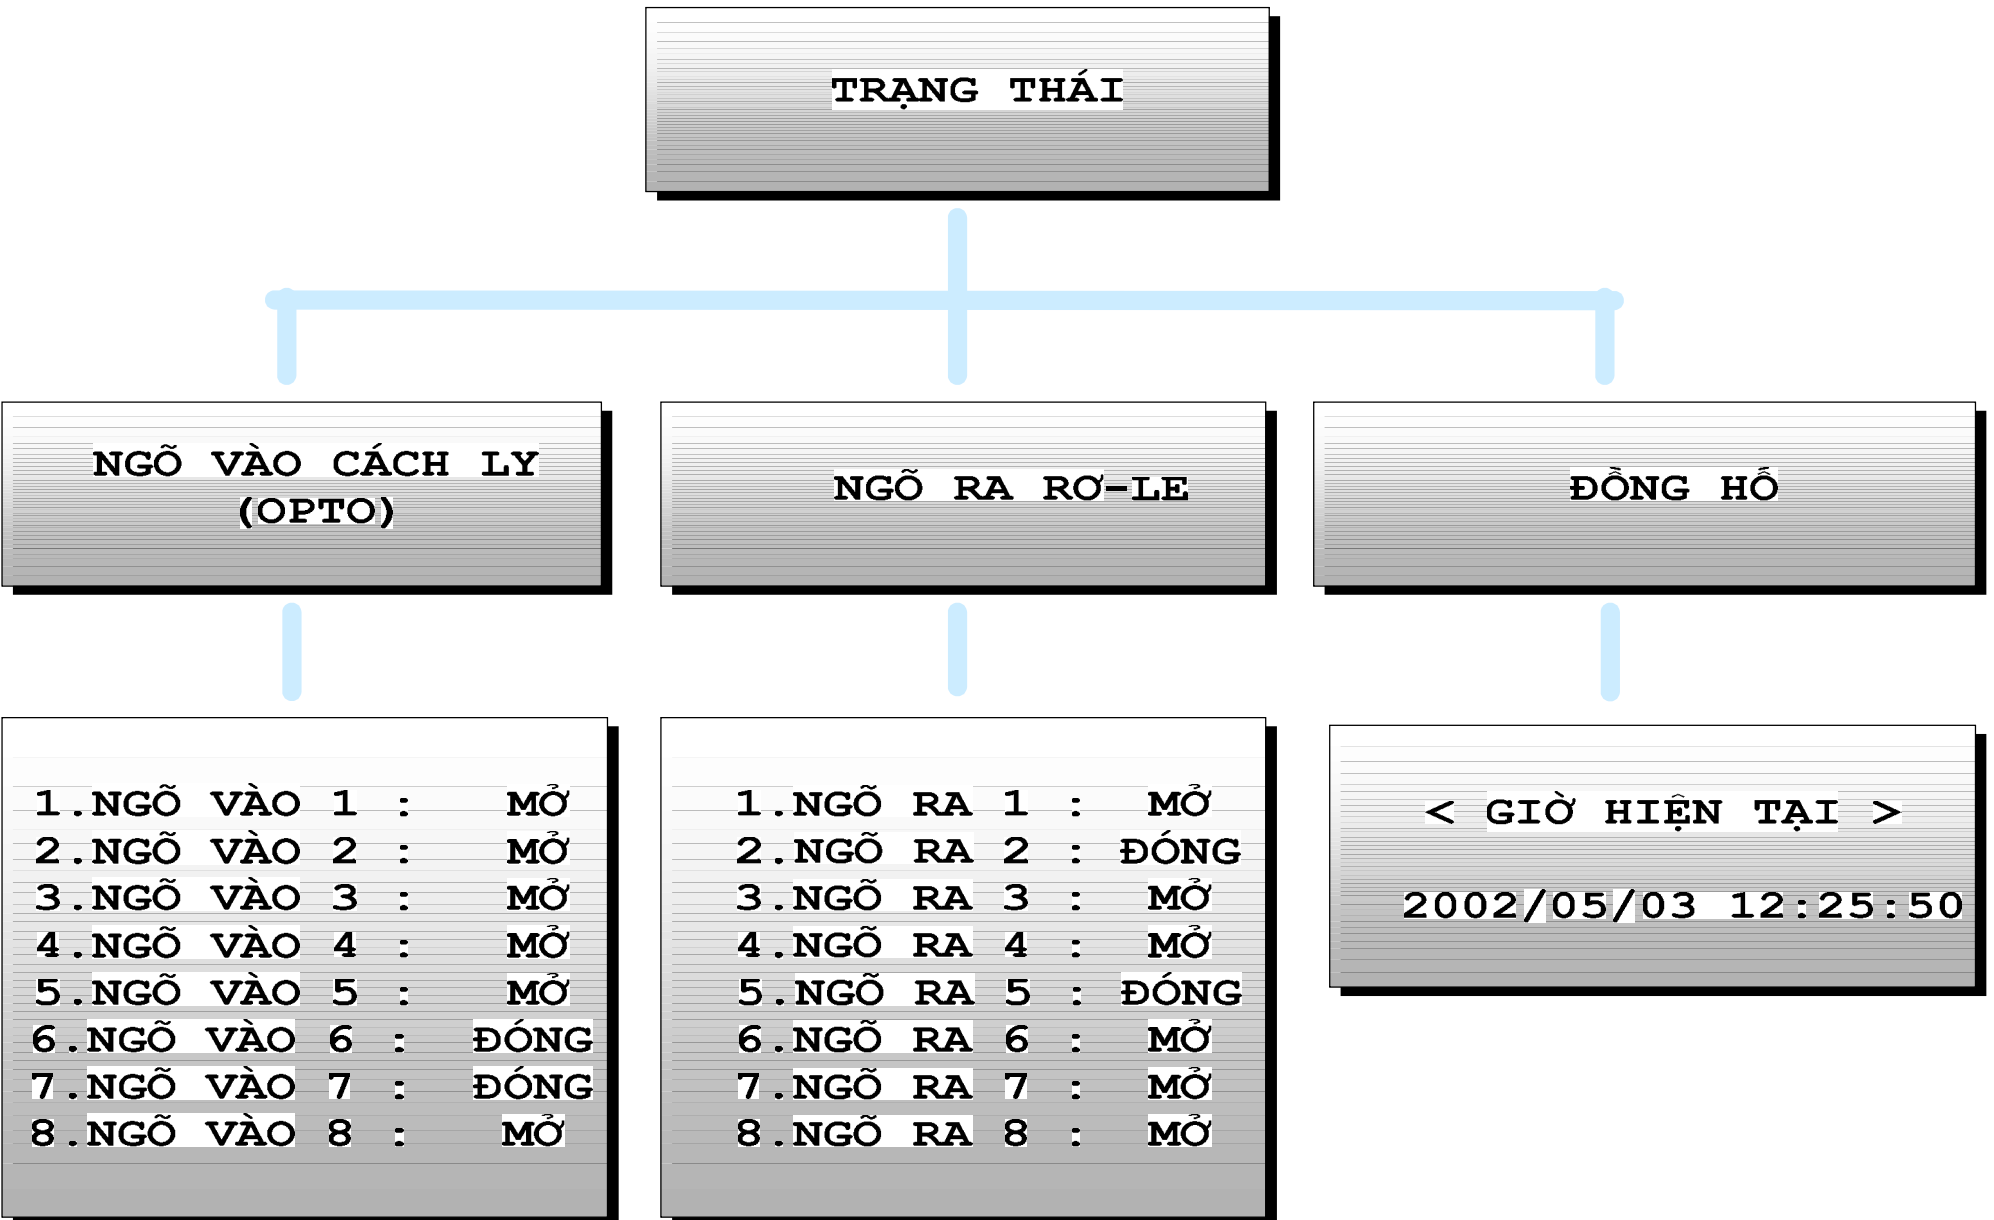 TRẠNG THÁI
NGÕ VÀO CÁCH LY
(OPTO)
NGÕ RA RƠ-LE
ĐỒNG HỒ
1.NGÕ VÀO 1 : MỞ
2.NGÕ VÀO 2 : MỞ
3.NGÕ VÀO 3 : MỞ
4.NGÕ VÀO 4 : MỞ
5.NGÕ VÀO 5 : MỞ
6.NGÕ VÀO 6 : ĐÓNG
7.NGÕ VÀO 7 : ĐÓNG
8.NGÕ VÀO 8 : MỞ
1.NGÕ RA 1 : MỞ
2.NGÕ RA 2 : ĐÓNG
3.NGÕ RA 3 : MỞ
4.NGÕ RA 4 : MỞ
5.NGÕ RA 5 : ĐÓNG
6.NGÕ RA 6 : MỞ
7.NGÕ RA 7 : MỞ
8.NGÕ RA 8 : MỞ
< GIỜ HIỆN TẠI >
2002/05/03 12:25:50